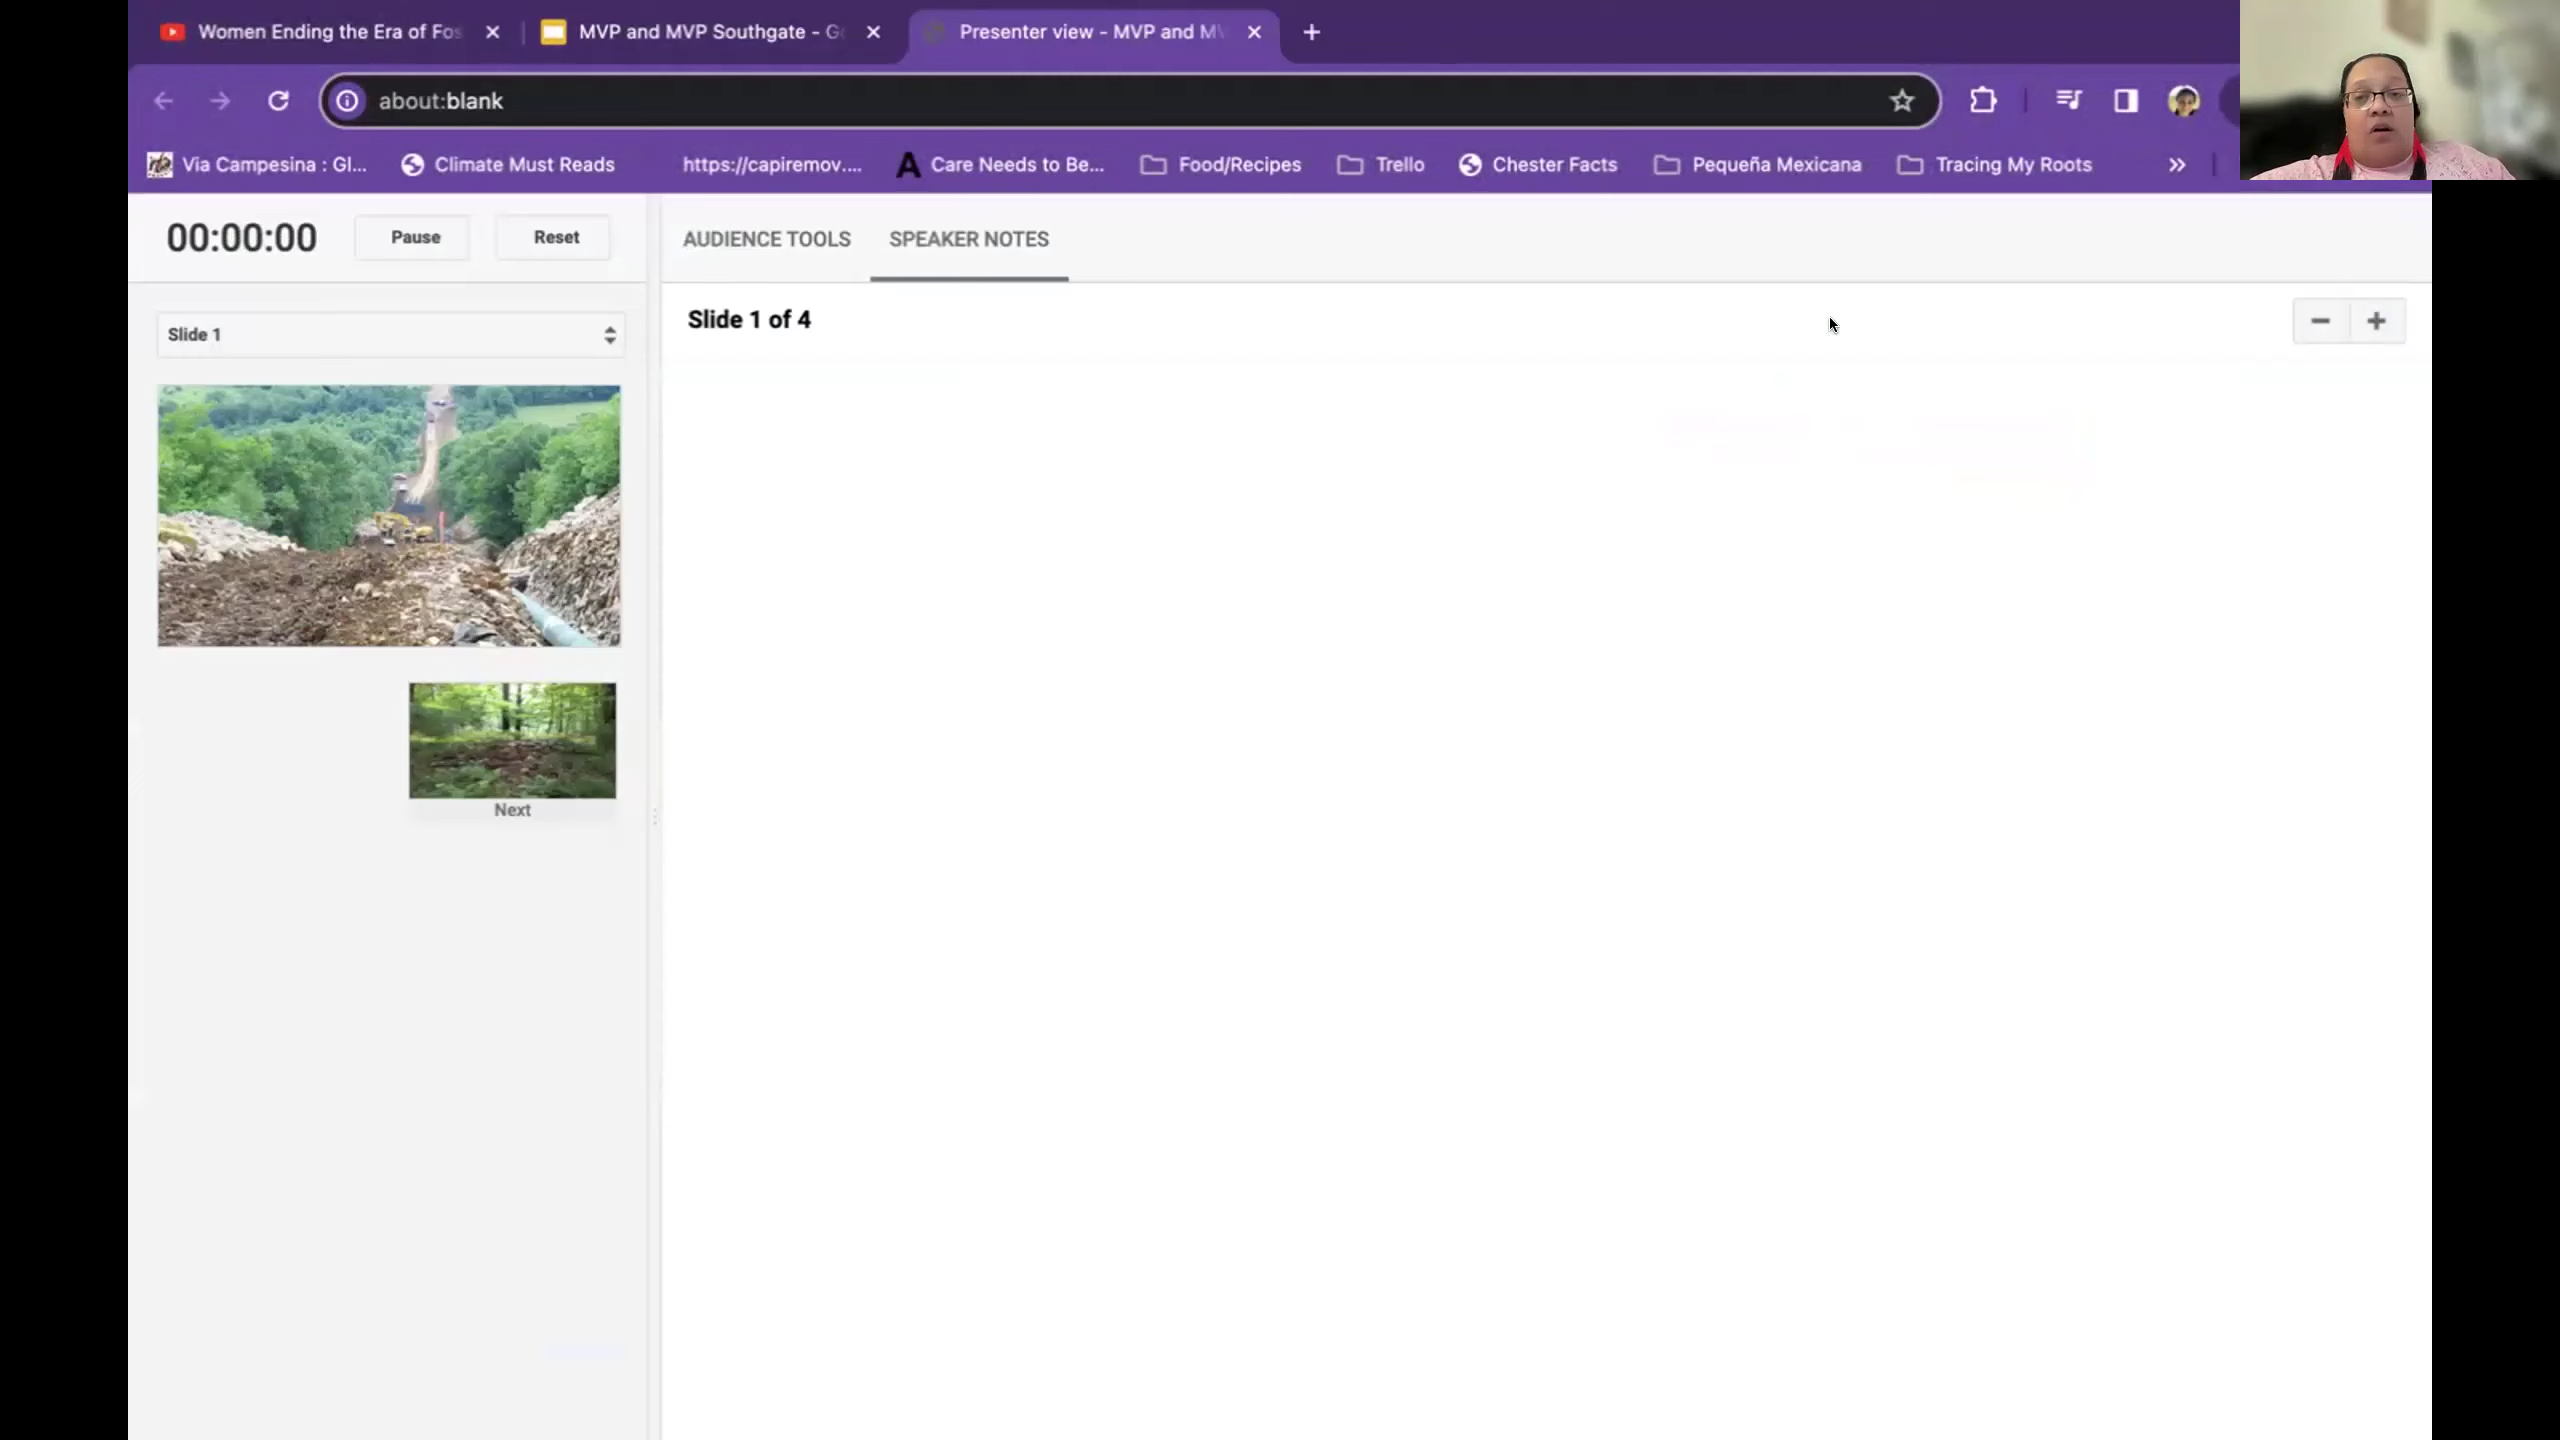 Women Ending the Era of Fos
MVP and MVP Southgate - G
Presenter view - MVP and M
about:blank
Via Campesina : Gl...
Climate Must Reads
https://capiremov....
Care Needs to Be...
Food/Recipes
Trello
Chester Facts
Pequeña Mexicana
Tracing My Roots
00:00:00
Pause
Reset
AUDIENCE TOOLS
SPEAKER NOTES
Slide 1
Slide 1 of 4
Next